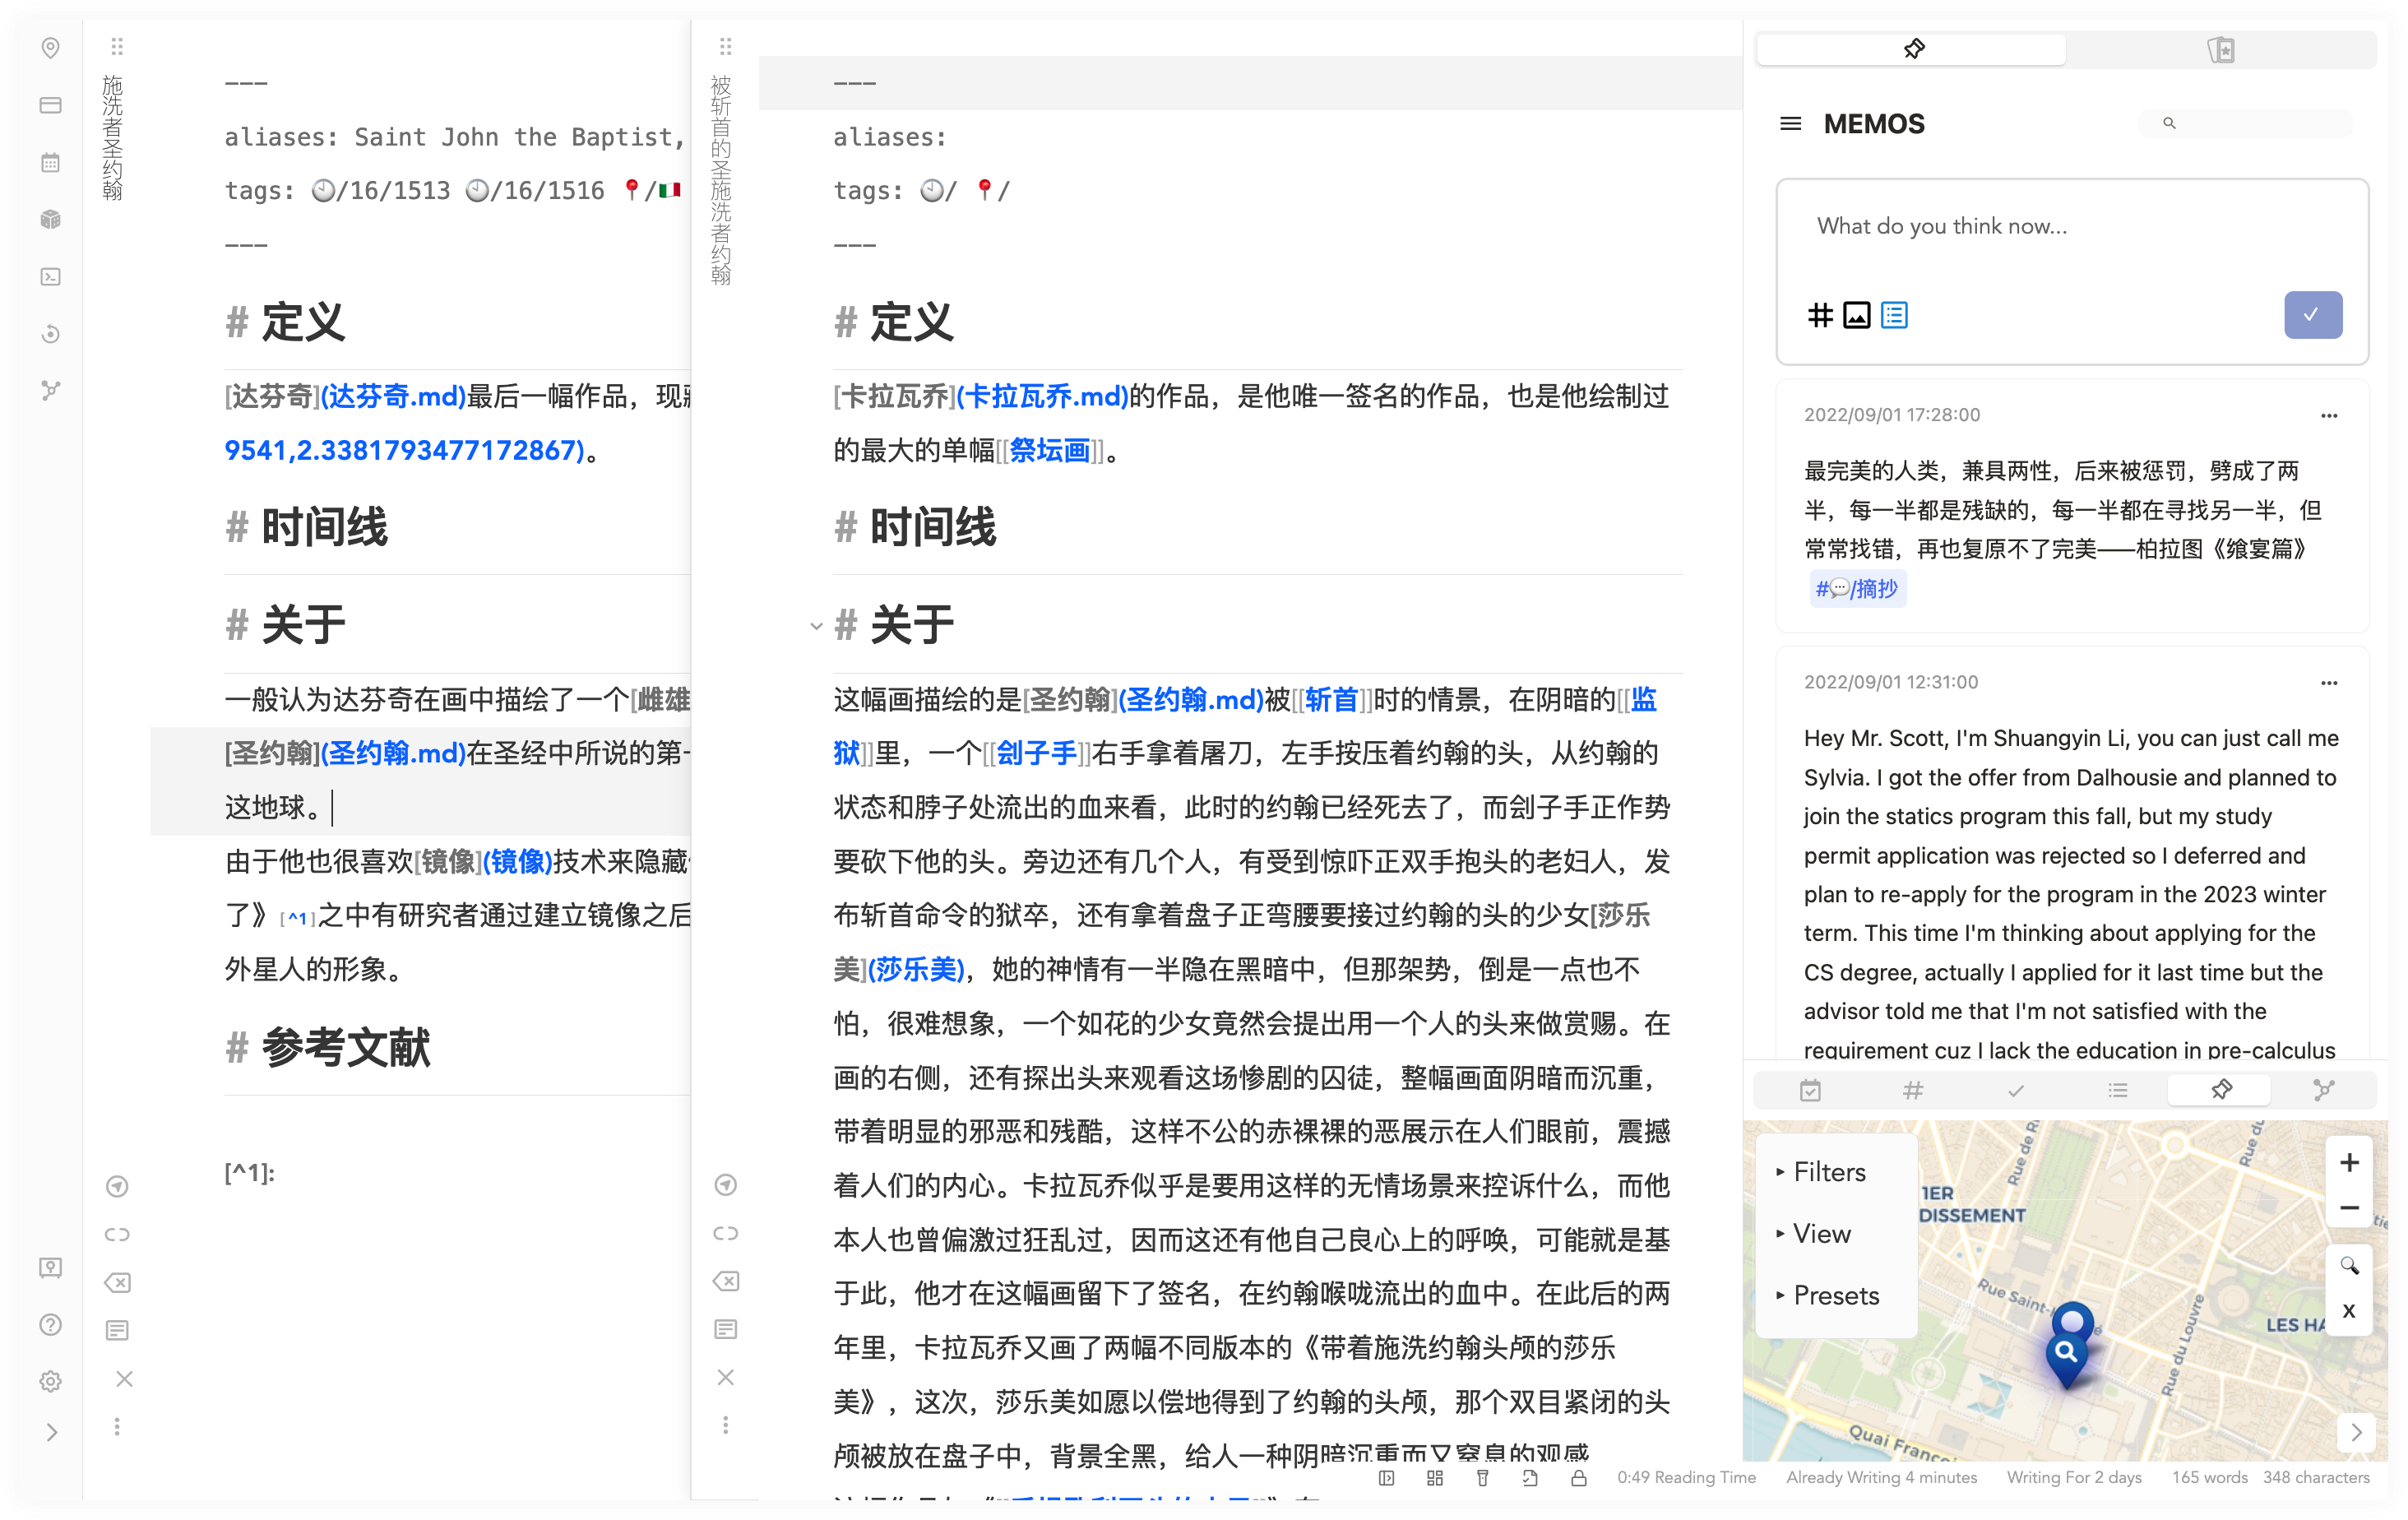 施洗者圣约翰
---
aliases: Saint John the Baptist,
tags: 🕙/16/1513 🕙/16/1516 📍/🇮🇹
---
# 定义
[达芬奇](达芬奇.md)最后一幅作品，现藏
9541,2.3381793477172867)。
# 时间线
# 关于
一般认为达芬奇在画中描绘了一个[雌雄
[圣约翰](圣约翰.md)在圣经中所说的第一
这地球。
由于他也很喜欢[镜像](镜像)技术来隐藏
了》[^1]之中有研究者通过建立镜像之后
外星人的形象。
# 参考文献
[^1]:
被斩首的圣施洗者约翰
---
aliases:
tags: 🕙/ 📍/
---
# 定义
[卡拉瓦乔](卡拉瓦乔.md)的作品，是他唯一签名的作品，也是他绘制过
的最大的单幅[[祭坛画]]。
# 时间线
# 关于
这幅画描绘的是[圣约翰](圣约翰.md)被[[斩首]]时的情景，在阴暗的[[监
狱]]里，一个[[刽子手]]右手拿着屠刀，左手按压着约翰的头，从约翰的
状态和脖子处流出的血来看，此时的约翰已经死去了，而刽子手正作势
要砍下他的头。旁边还有几个人，有受到惊吓正双手抱头的老妇人，发
布斩首命令的狱卒，还有拿着盘子正弯腰要接过约翰的头的少女[莎乐
美](莎乐美)，她的神情有一半隐在黑暗中，但那架势，倒是一点也不
怕，很难想象，一个如花的少女竟然会提出用一个人的头来做赏赐。在
画的右侧，还有探出头来观看这场惨剧的囚徒，整幅画面阴暗而沉重，
带着明显的邪恶和残酷，这样不公的赤裸裸的恶展示在人们眼前，震撼
着人们的内心。卡拉瓦乔似乎是要用这样的无情场景来控诉什么，而他
本人也曾偏激过狂乱过，因而这还有他自己良心上的呼唤，可能就是基
于此，他才在这幅画留下了签名，在约翰喉咙流出的血中。在此后的两
年里，卡拉瓦乔又画了两幅不同版本的《带着施洗约翰头颅的莎乐
美》，这次，莎乐美如愿以偿地得到了约翰的头颅，那个双目紧闭的头
颅被放在盘子中，背景全黑，给人一种阴暗沉重而又窒息的观感
0:49 Reading Time Already Writing 4 minutes Writing For 2 days 165 words 348 characters
MEMOS
What do you think now...
2022/09/01 17:28:00
最完美的人类，兼具两性，后来被惩罚，劈成了两
半，每一半都是残缺的，每一半都在寻找另一半，但
常常找错，再也复原不了完美——柏拉图《飨宴篇》
#💬/摘抄
2022/09/01 12:31:00
Hey Mr. Scott, I'm Shuangyin Li, you can just call me
Sylvia. I got the offer from Dalhousie and planned to
join the statics program this fall, but my study
permit application was rejected so I deferred and
plan to re-apply for the program in the 2023 winter
term. This time I'm thinking about applying for the
CS degree, actually I applied for it last time but the
advisor told me that I'm not satisfied with the
requirement cuz I lack the education in pre-calculus
Filters
View
Presets
1ER
DISSEMENT
Rue de Ri
Rue du
Rue Saint-
Rue du Louvre
LES HA
Quai Franço
+
−
X